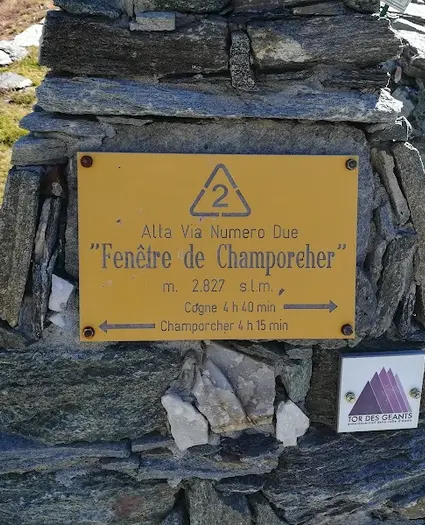 2
Alta Via Numero Due
"Fenêtre de Champorcher"
m. 2.827 s.l.m.
Cogne 4 h 40 min
Champorcher 4 h 15 min
TOR DES GEANTS